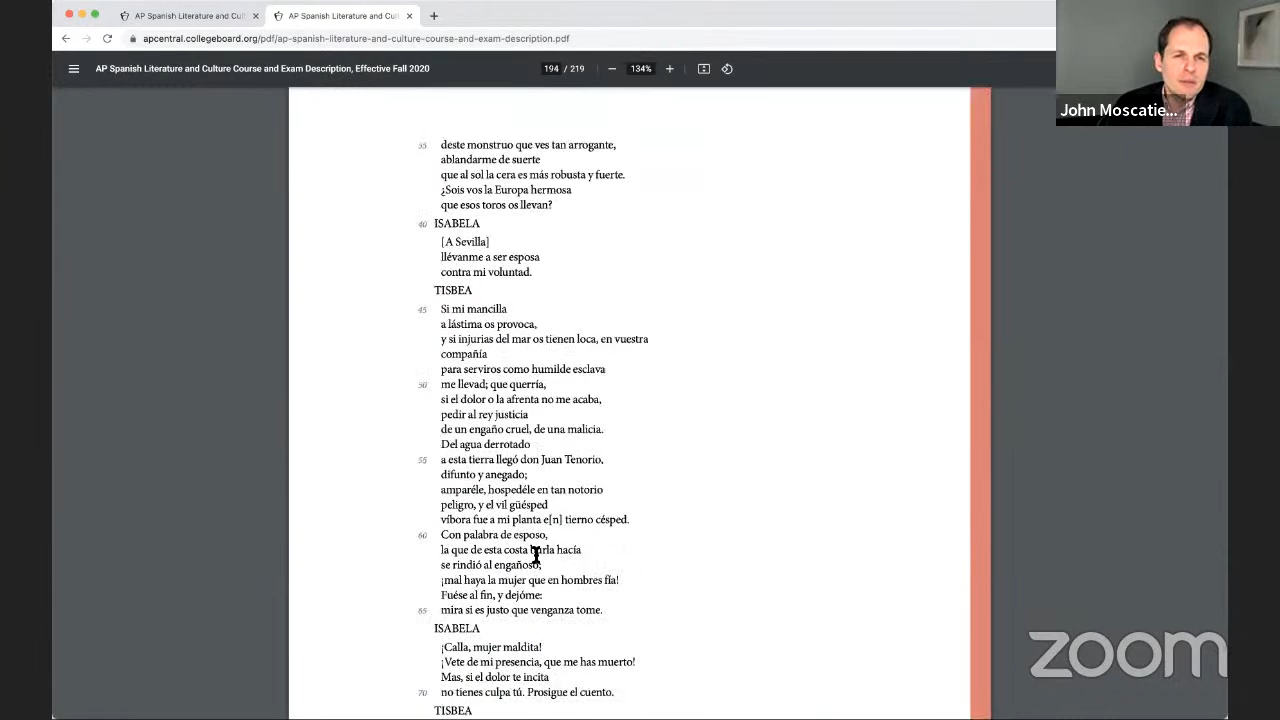 AP Spanish Literature and Cult
AP Spanish Literature and Cult
apcentral.collegeboard.org/pdf/ap-spanish-literature-and-culture-course-and-exam-description.pdf
AP Spanish Literature and Culture Course and Exam Description, Effective Fall 2020
194 / 219
134%
John Moscatie...
35 deste monstruo que ves tan arrogante,
ablandarme de suerte
que al sol la cera es más robusta y fuerte.
¿Sois vos la Europa hermosa
que esos toros os llevan?
40 ISABELA
[A Sevilla]
llévanme a ser esposa
contra mi voluntad.
TISBEA
45 Si mi mancilla
a lástima os provoca,
y si injurias del mar os tienen loca, en vuestra
compañía
para serviros como humilde esclava
50 me llevad; que querría,
si el dolor o la afrenta no me acaba,
pedir al rey justicia
de un engaño cruel, de una malicia.
Del agua derrotado
55 a esta tierra llegó don Juan Tenorio,
difunto y anegado;
amparéle, hospedéle en tan notorio
peligro, y el vil güésped
víbora fue a mi planta e[n] tierno césped.
60 Con palabra de esposo,
la que de esta costa burla hacía
se rindió al engañoso;
¡mal haya la mujer que en hombres fía!
Fuése al fin, y dejóme:
65 mira si es justo que venganza tome.
ISABELA
¡Calla, mujer maldita!
¡Vete de mi presencia, que me has muerto!
Mas, si el dolor te incita
70 no tienes culpa tú. Prosigue el cuento.
TISBEA
zoom